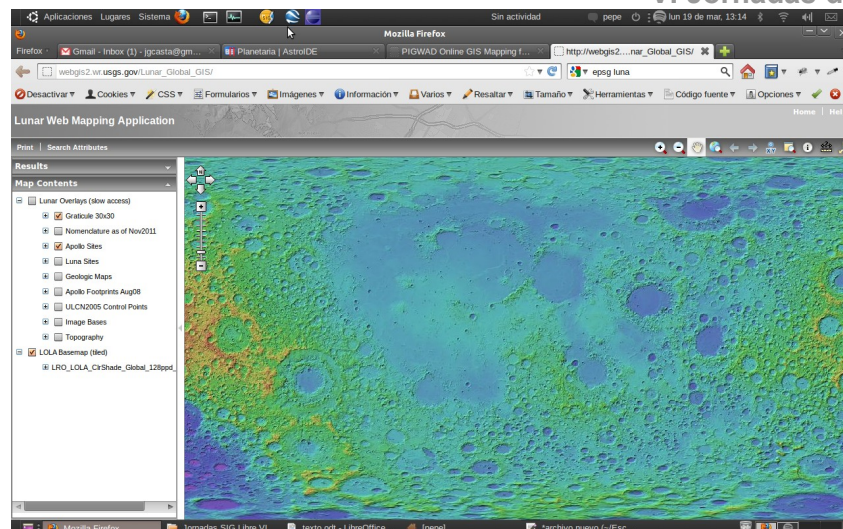 VI Jornadas d
Aplicaciones Lugares Sistema Sin actividad pepe lun 19 de mar, 13:14
Mozilla Firefox
Firefox Gmail - Inbox (1) - jgcasta@gm... Planetaria | AstroIDE PIGWAD Online GIS Mapping f... http://webgis2....nar_Global_GIS/
webgis2.wr.usgs.gov/Lunar_Global_GIS/ epsg luna
Desactivar Cookies CSS Formularios Imágenes Información Varios Resaltar Tamaño Herramientas Código fuente Opciones
Home | Hel
Lunar Web Mapping Application
Print | Search Attributes
Results
Map Contents
Lunar Overlays (slow access)
Graticule 30x30
Nomenclature as of Nov2011
Apollo Sites
Luna Sites
Geologic Maps
Apollo Footprints Aug08
ULCN2005 Control Points
Image Bases
Topography
LOLA Basemap (tiled)
LRO_LOLA_ClrShade_Global_128ppd_
Mozilla Firefox Jornadas SIG Libre VI texto.odt - LibreOffice [pepe] *archivo nuevo (~/Esc